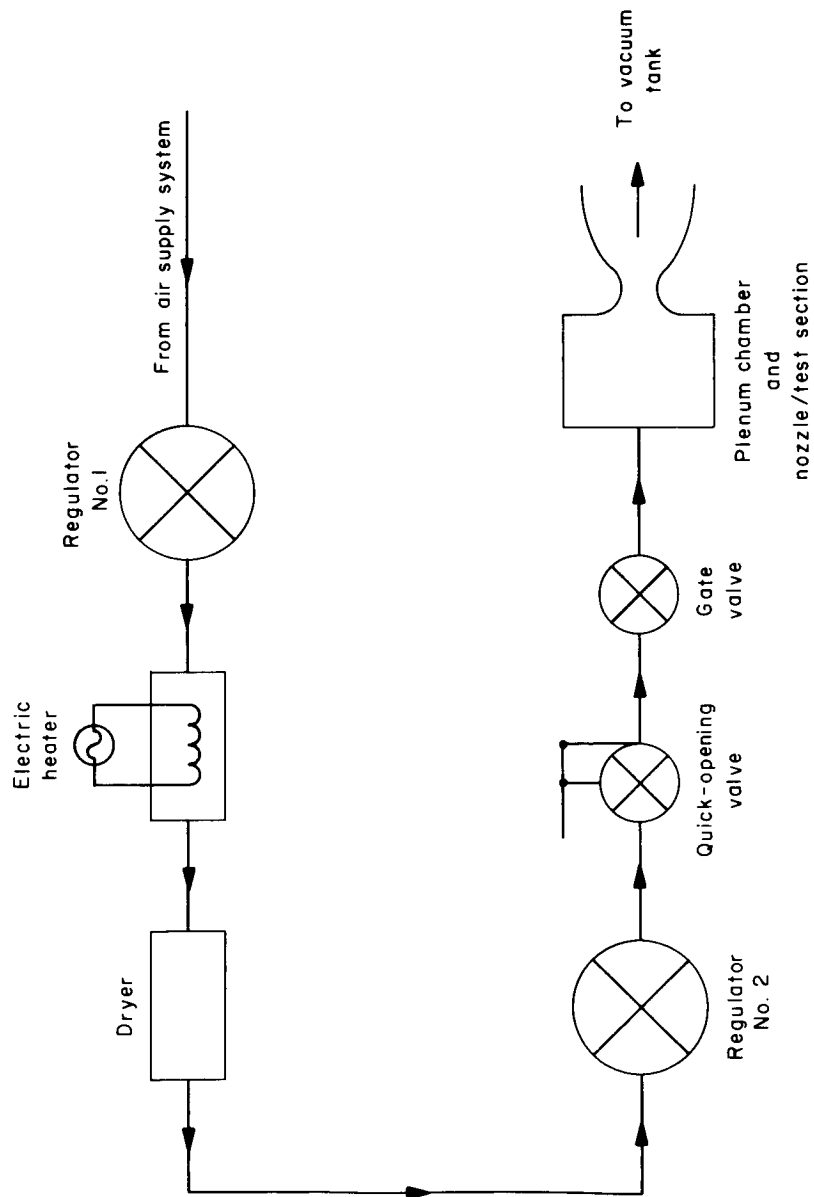 From air supply system
Regulator
No.1
Electric
heater
Dryer
Regulator
No. 2
Quick-opening
valve
Gate
valve
Plenum chamber
and
nozzle/test section
To vacuum
tank